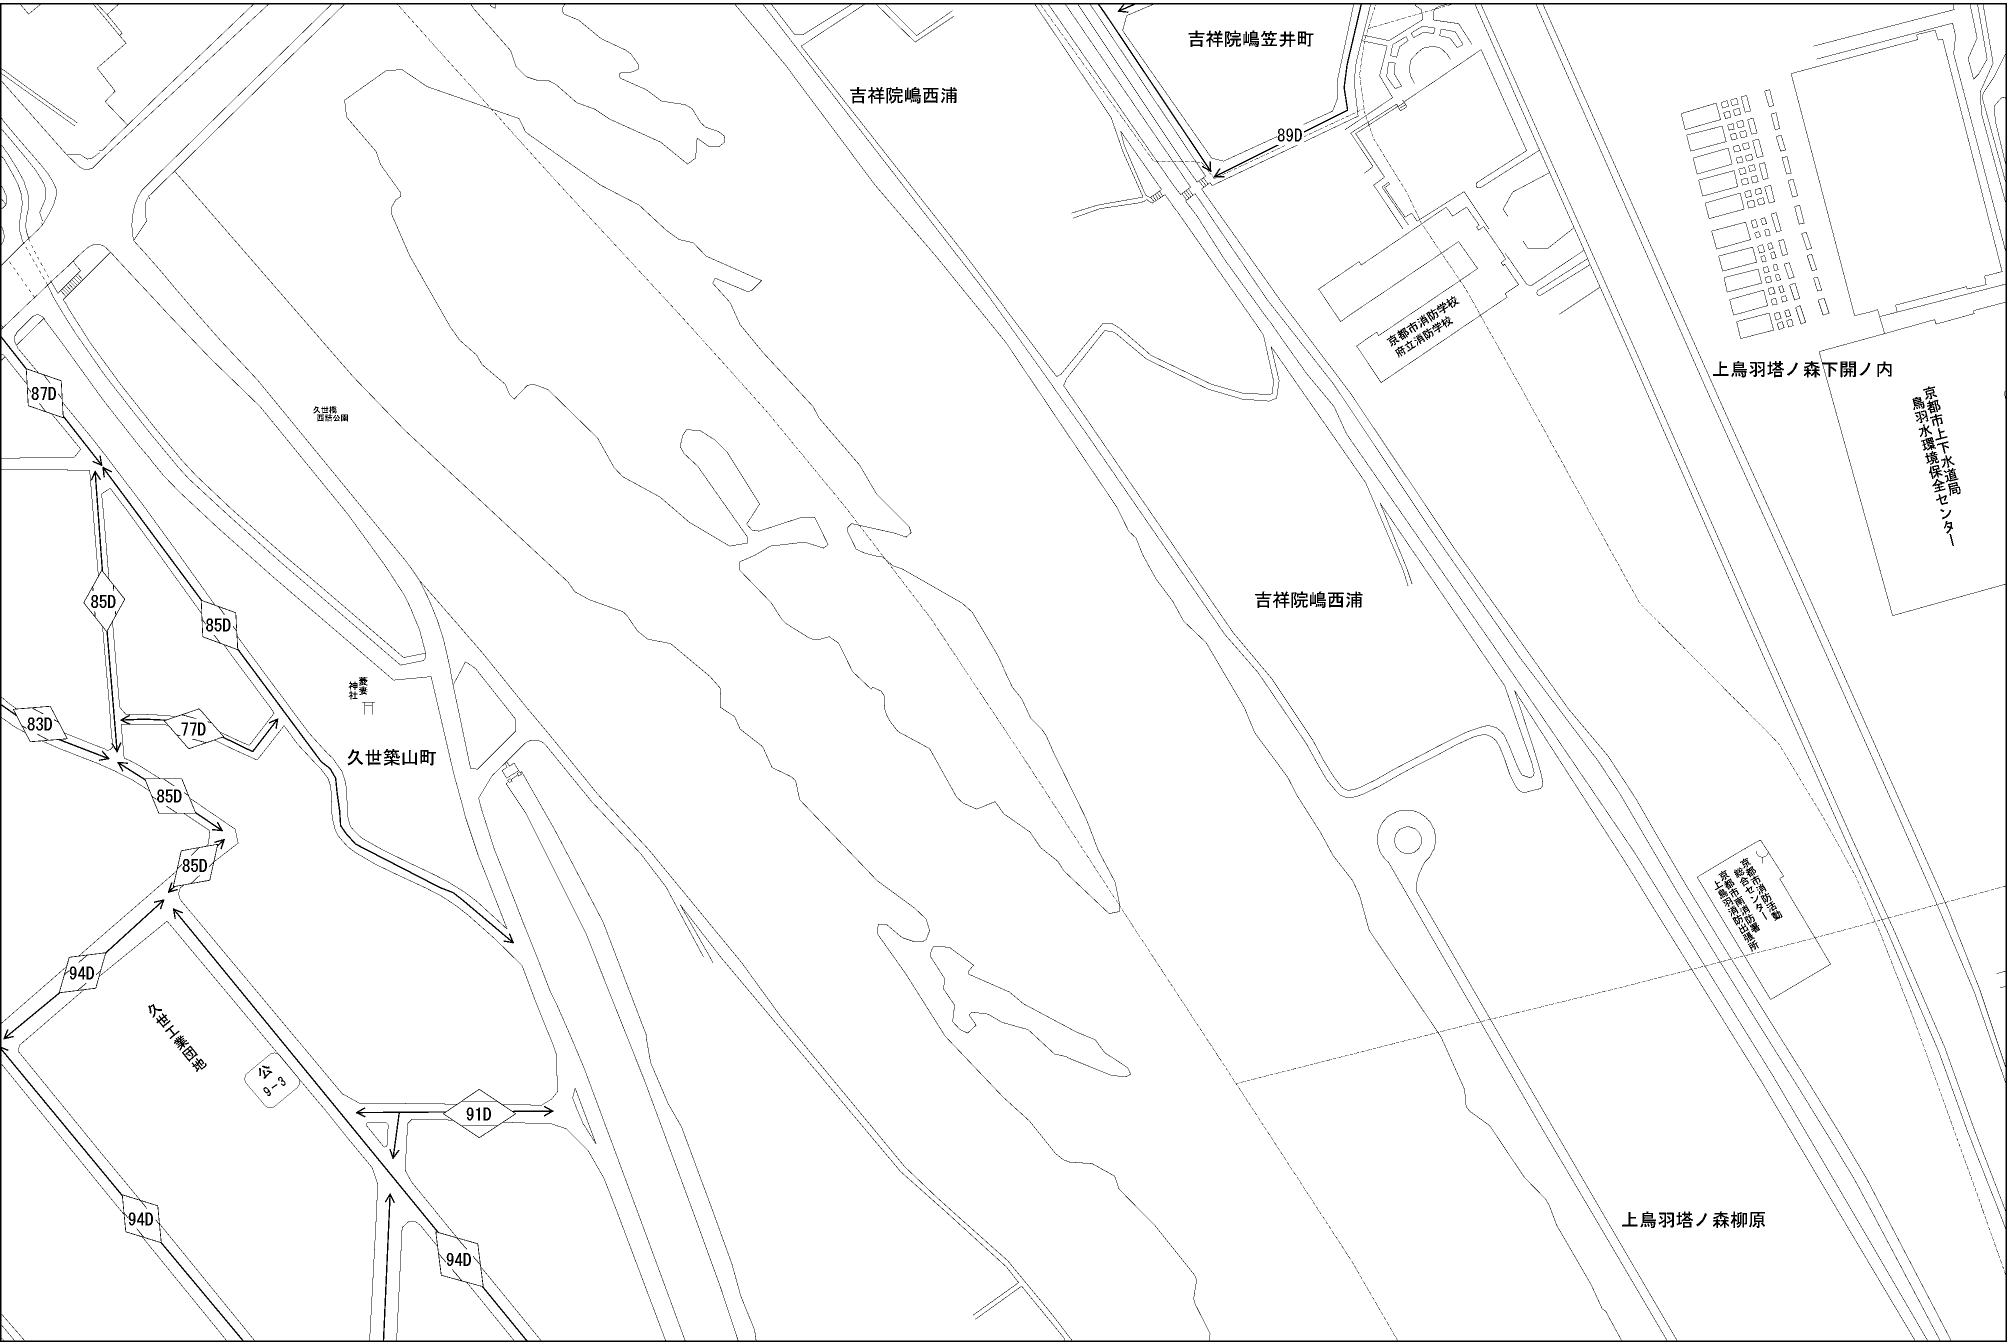 吉祥院嶋笠井町
吉祥院嶋西浦
89D
京都市消防学校
府立消防学校
上鳥羽塔ノ森下開ノ内
京都市上下水道局
鳥羽水環境保全センター
87D
久世橋
西詰公園
85D
85D
吉祥院嶋西浦
菱妻
神社
83D
77D
久世築山町
85D
85D
京都市消防活動
総合センター
京都市南消防署
上鳥羽消防出張所
94D
久世工業団地
公
9-3
91D
94D
94D
上鳥羽塔ノ森柳原